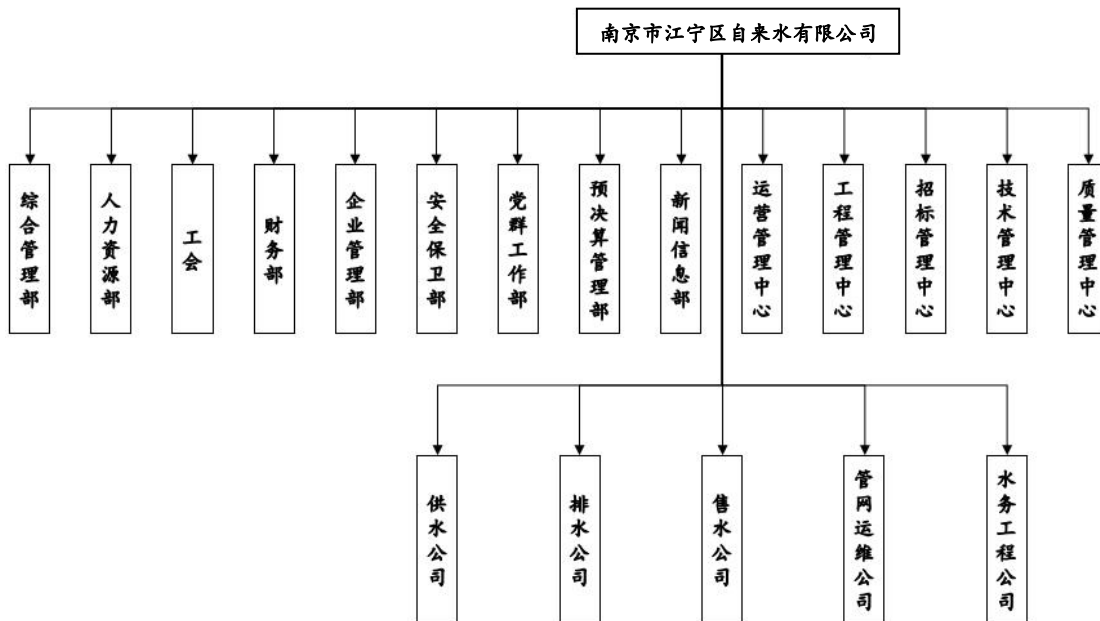 南京市江宁区自来水有限公司
综合管理部
人力资源部
工会
财务部
企业管理部
安全保卫部
党群工作部
预决算管理部
新闻信息部
运营管理中心
工程管理中心
招标管理中心
技术管理中心
质量管理中心
供水公司
排水公司
售水公司
管网运维公司
水务工程公司